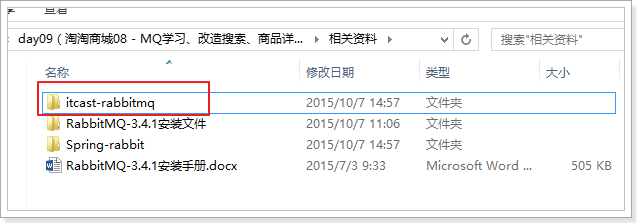 查看
day09（淘淘商城08 - MQ学习、改造搜索、商品详... 相关资料 搜索"相关资料"
名称 修改日期 类型 大小
itcast-rabbitmq 2015/10/7 14:57 文件夹
RabbitMQ-3.4.1安装文件 2015/10/7 11:06 文件夹
Spring-rabbit 2015/10/7 14:57 文件夹
RabbitMQ-3.4.1安装手册.docx 2015/7/3 9:33 Microsoft Word ... 505 KB